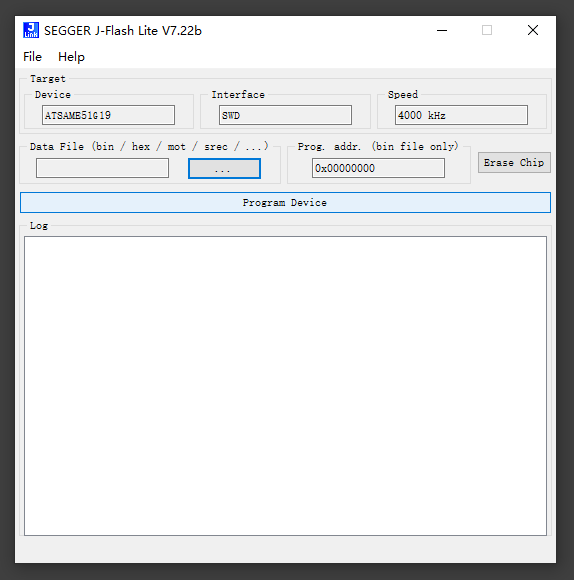 J Link SEGGER J-Flash Lite V7.22b
File Help
Target
Device Interface Speed
ATSAME51G19 SWD 4000 kHz
Data File (bin / hex / mot / srec / ...) Prog. addr. (bin file only)
... 0x00000000 Erase Chip
Program Device
Log